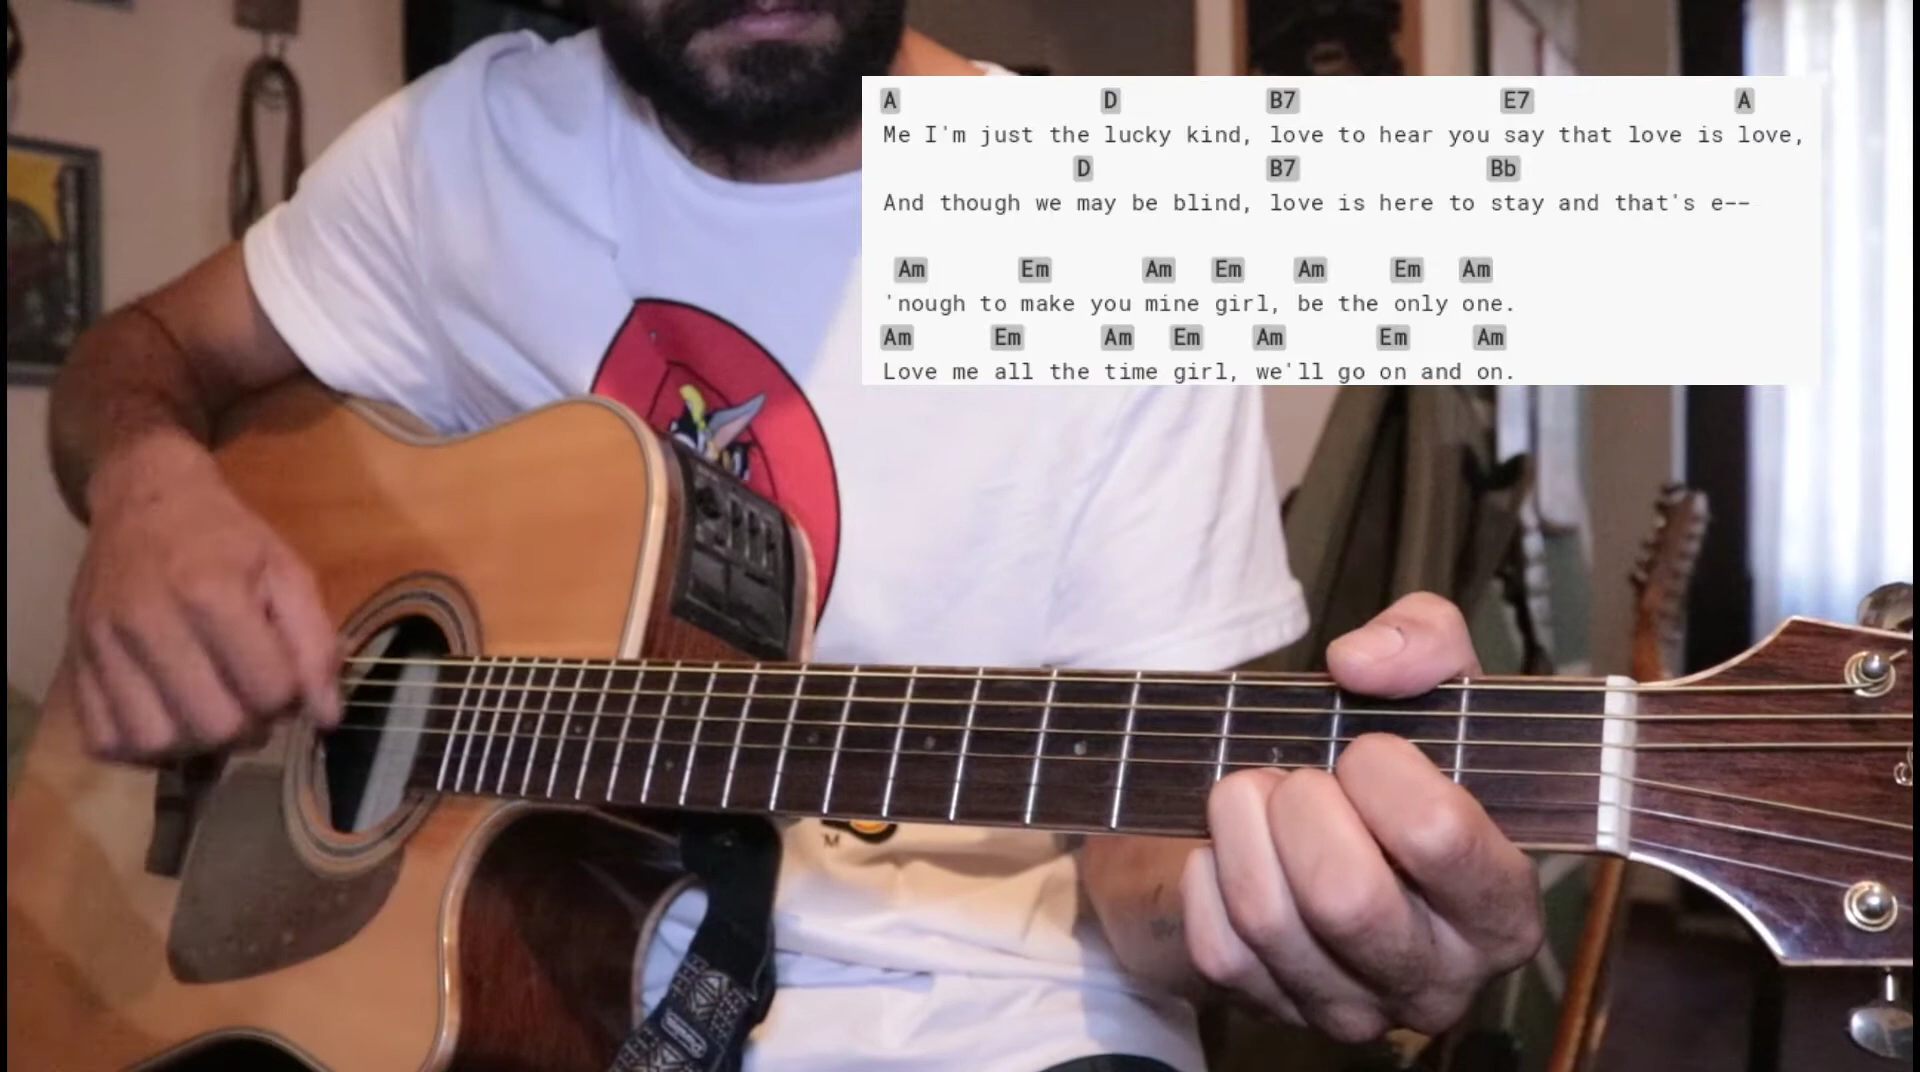 A D B7 E7 A
Me I'm just the lucky kind, love to hear you say that love is love,
D B7 Bb
And though we may be blind, love is here to stay and that's e--
Am Em Am Em Am Em Am
'nough to make you mine girl, be the only one.
Am Em Am Em Am Em Am
Love me all the time girl, we'll go on and on.
M